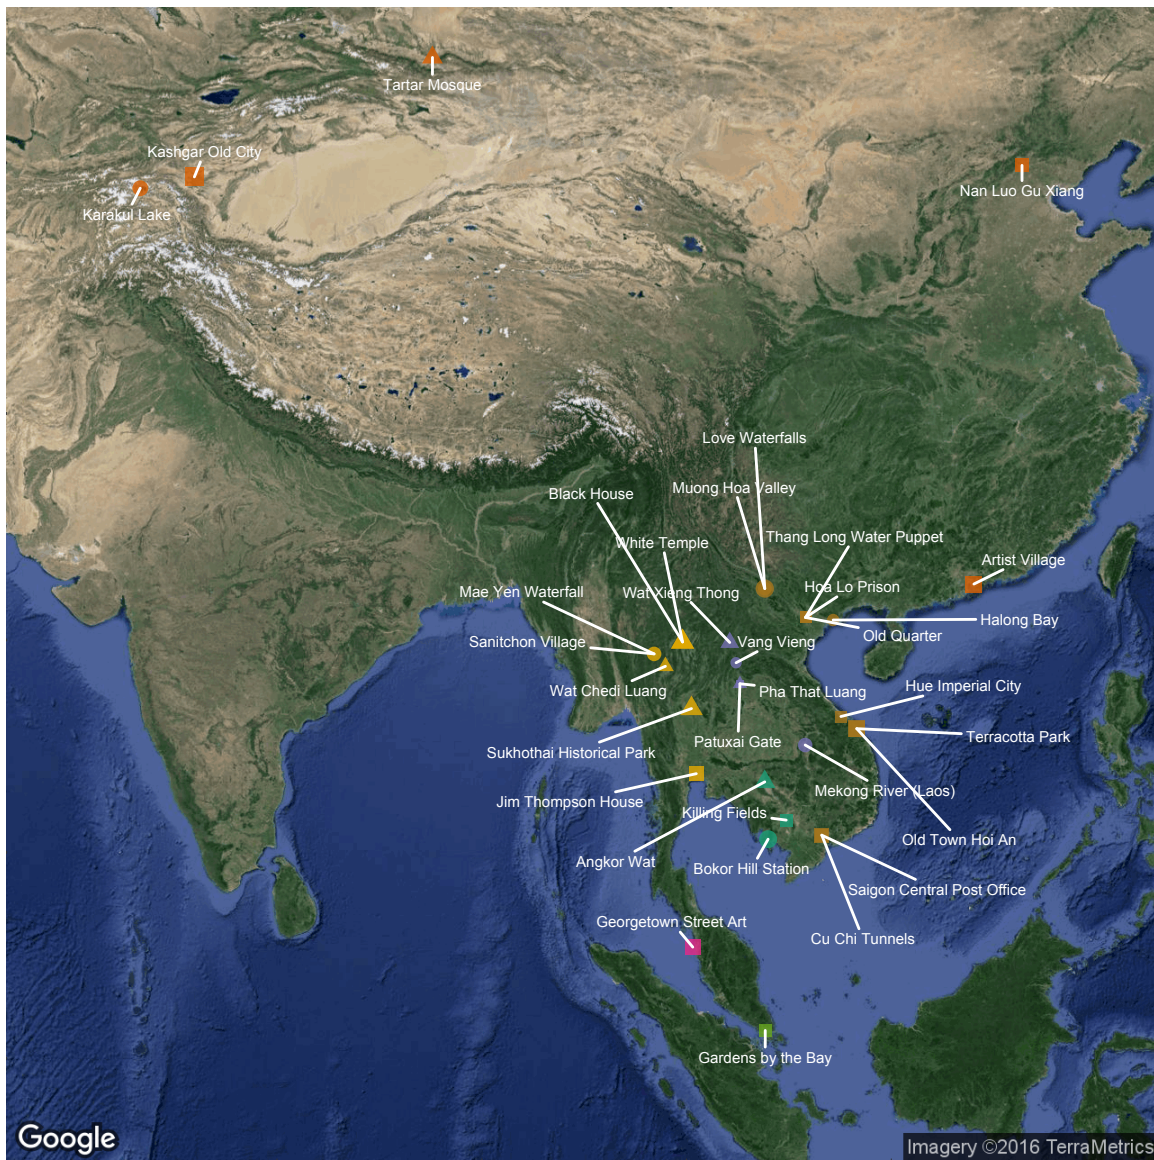 Tartar Mosque
Kashgar Old City
Nan Luo Gu Xiang
Karakul Lake
Love Waterfalls
Muong Hoa Valley
Black House
Thang Long Water Puppet
White Temple
Artist Village
Hoa Lo Prison
Mae Yen Waterfall
Wat Xieng Thong
Halong Bay
Old Quarter
Sanitchon Village
Vang Vieng
Hue Imperial City
Wat Chedi Luang
Pha That Luang
Terracotta Park
Patuxai Gate
Sukhothai Historical Park
Mekong River (Laos)
Jim Thompson House
Killing Fields
Old Town Hoi An
Angkor Wat
Bokor Hill Station
Saigon Central Post Office
Georgetown Street Art
Cu Chi Tunnels
Gardens by the Bay
Google
Imagery ©2016 TerraMetrics